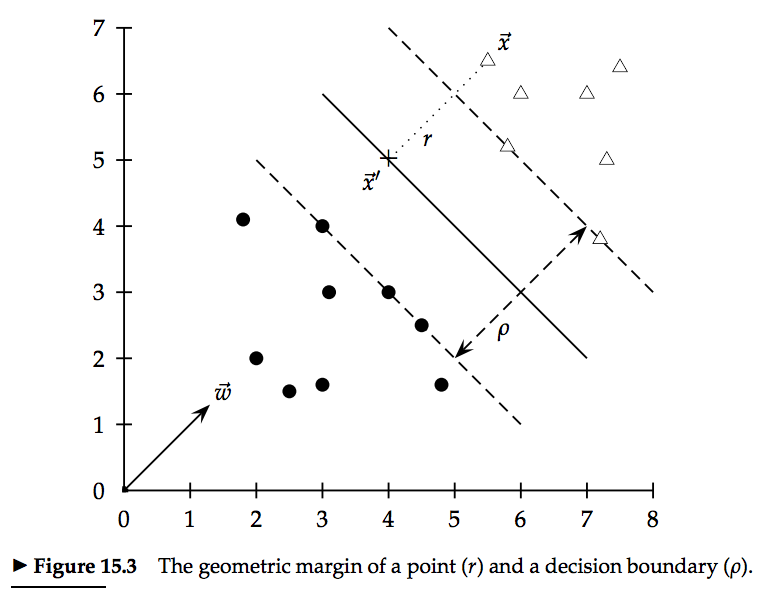 7
x⃗
6
r
5
x⃗′
4
3
ρ
2
w⃗
1
0
0 1 2 3 4 5 6 7 8
► Figure 15.3 The geometric margin of a point (r) and a decision boundary (ρ).